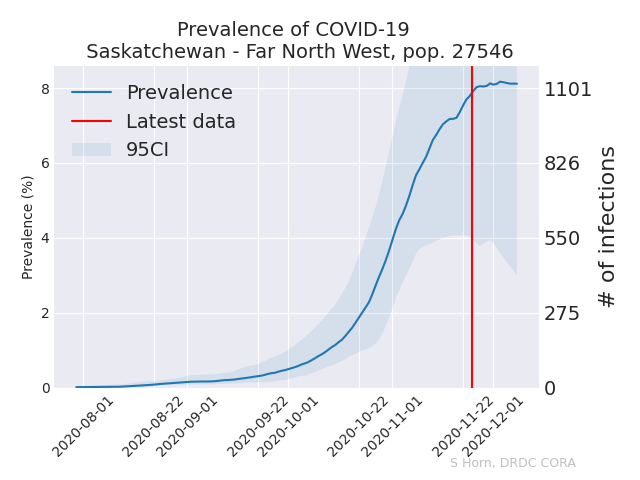 Prevalence of COVID-19
Saskatchewan - Far North West, pop. 27546
Prevalence (%)
8
6
4
2
0
Prevalence
Latest data
95CI
1101
826
550
275
0
# of infections
2020-08-01
2020-08-22
2020-09-01
2020-09-22
2020-10-01
2020-10-22
2020-11-01
2020-11-22
2020-12-01
S Horn, DRDC CORA